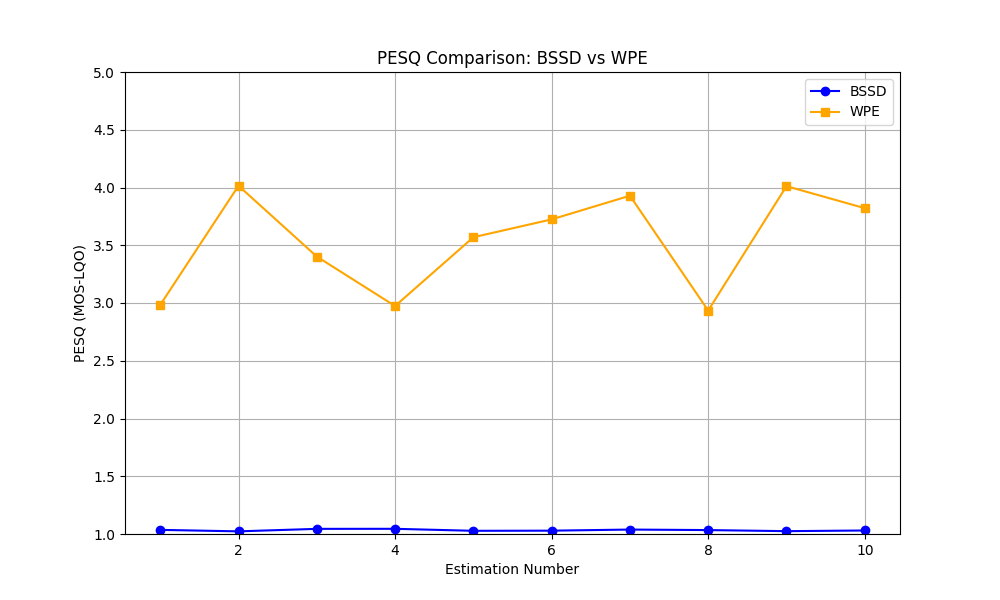 PESQ Comparison: BSSD vs WPE
BSSD
WPE
PESQ (MOS-LQO)
5.0
4.5
4.0
3.5
3.0
2.5
2.0
1.5
1.0
2 4 6 8 10
Estimation Number